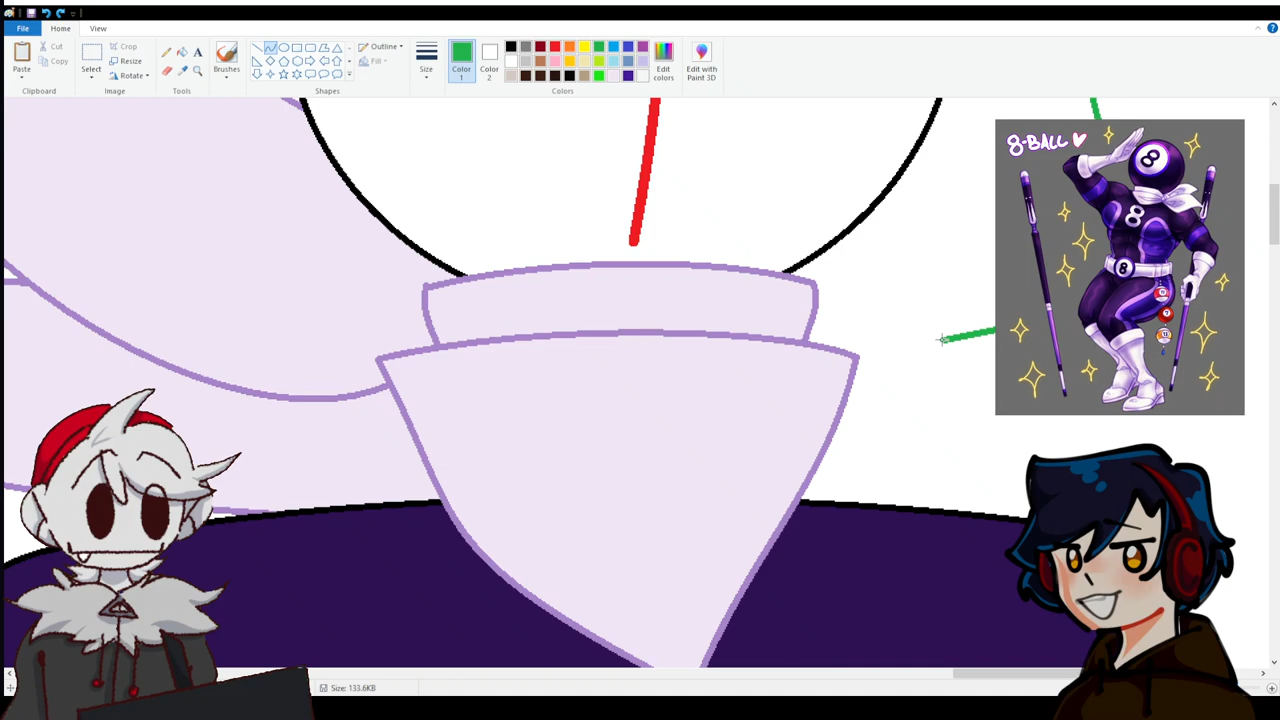 File Home View
Cut
Copy
Paste
Clipboard
Crop
Resize
Rotate
Select
Image
A
Tools
Brushes
Outline
Fill
Shapes
Size
Color 1
Color 2
Edit colors
Colors
Edit with Paint 3D
8-BALL
8
8
8
Size: 133.6KB